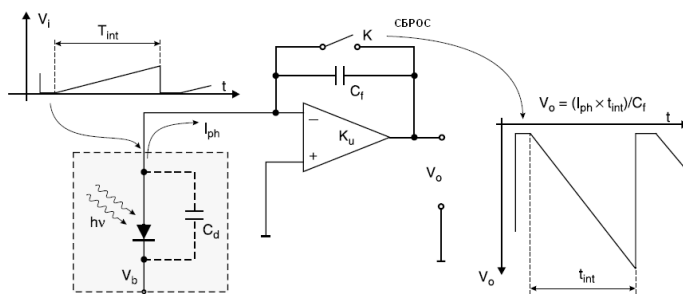 V_i
T_int
t
СБРОС
K
C_f
V_o = (I_ph × t_int)/C_f
t
I_ph
−
K_u
+
V_o
hν
C_d
V_b
V_o
t_int